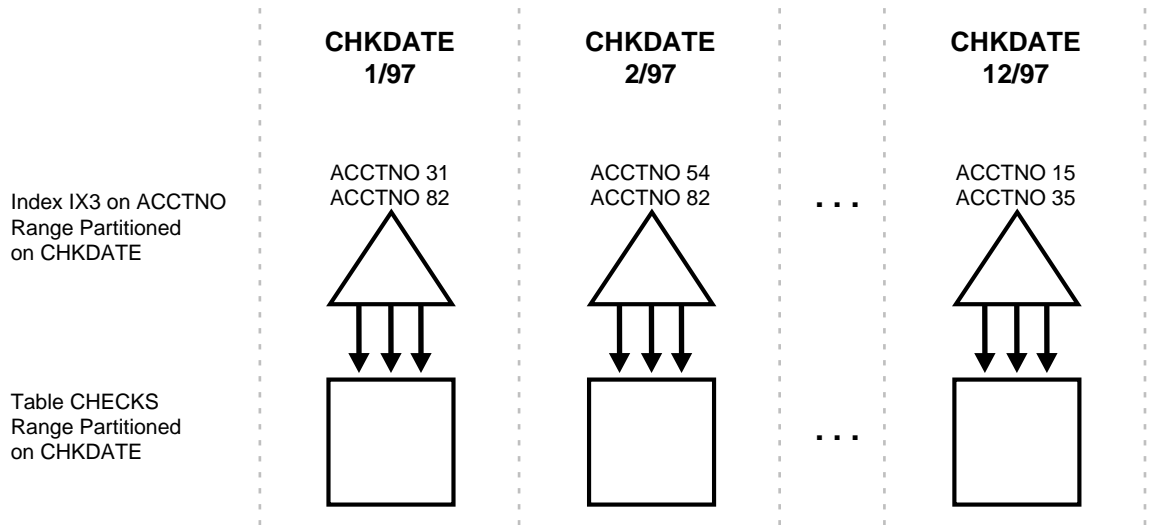 CHKDATE
1/97
CHKDATE
2/97
CHKDATE
12/97
Index IX3 on ACCTNO
Range Partitioned
on CHKDATE
ACCTNO 31
ACCTNO 82
ACCTNO 54
ACCTNO 82
. . .
ACCTNO 15
ACCTNO 35
Table CHECKS
Range Partitioned
on CHKDATE
. . .